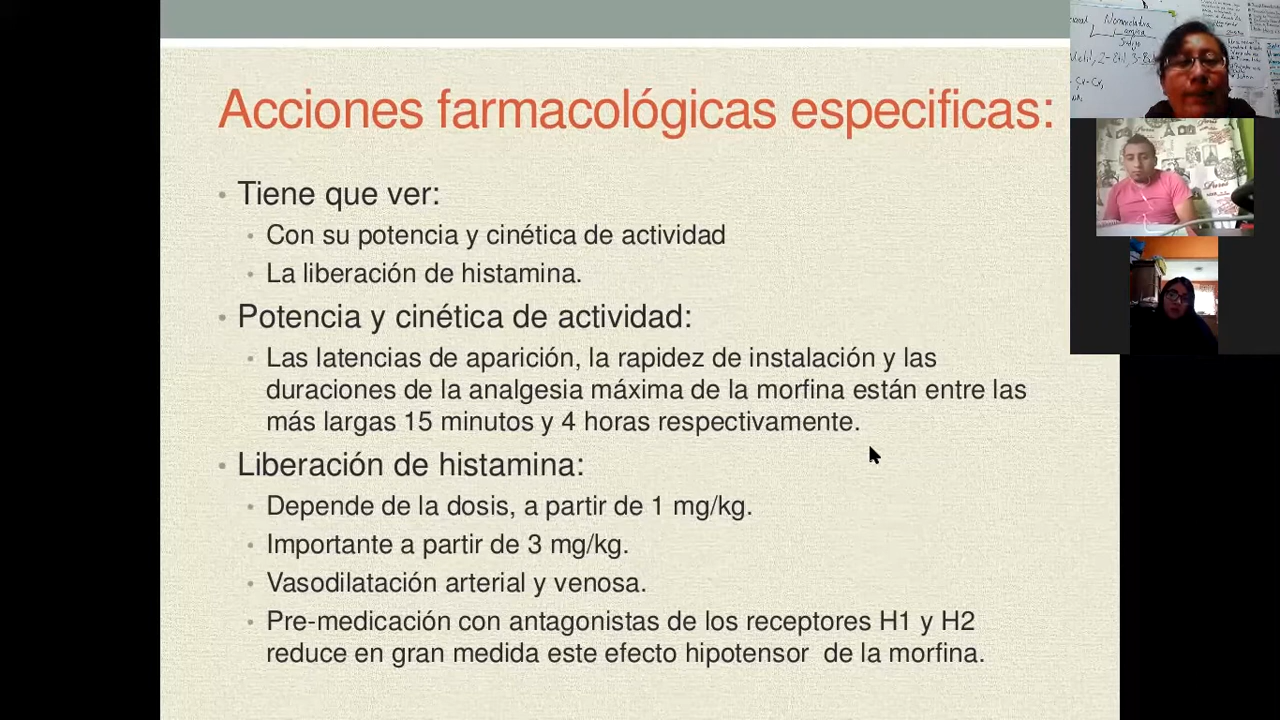 Acciones farmacológicas especificas:
Tiene que ver:
Con su potencia y cinética de actividad
La liberación de histamina.
Potencia y cinética de actividad:
Las latencias de aparición, la rapidez de instalación y las
duraciones de la analgesia máxima de la morfina están entre las
más largas 15 minutos y 4 horas respectivamente.
Liberación de histamina:
Depende de la dosis, a partir de 1 mg/kg.
Importante a partir de 3 mg/kg.
Vasodilatación arterial y venosa.
Pre-medicación con antagonistas de los receptores H1 y H2
reduce en gran medida este efecto hipotensor de la morfina.
Nomenclatura